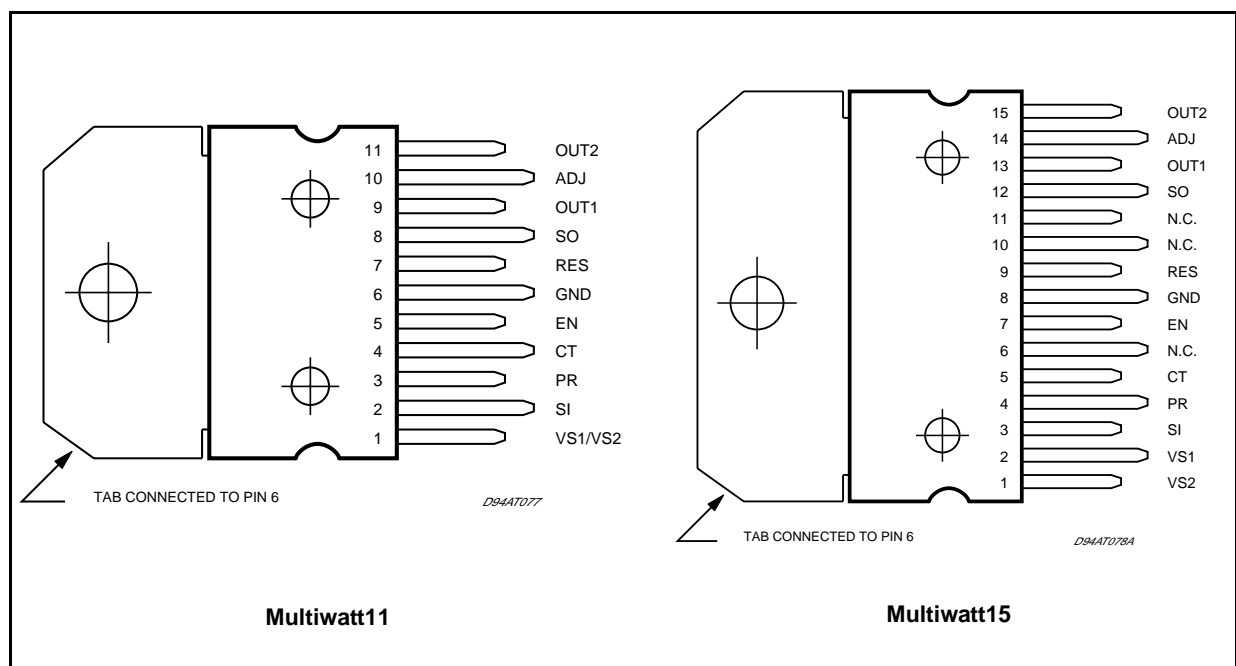 11 OUT2
10 ADJ
9 OUT1
8 SO
7 RES
6 GND
5 EN
4 CT
3 PR
2 SI
1 VS1/VS2
TAB CONNECTED TO PIN 6
D94AT077
Multiwatt11
15 OUT2
14 ADJ
13 OUT1
12 SO
11 N.C.
10 N.C.
9 RES
8 GND
7 EN
6 N.C.
5 CT
4 PR
3 SI
2 VS1
1 VS2
TAB CONNECTED TO PIN 6
D94AT078A
Multiwatt15